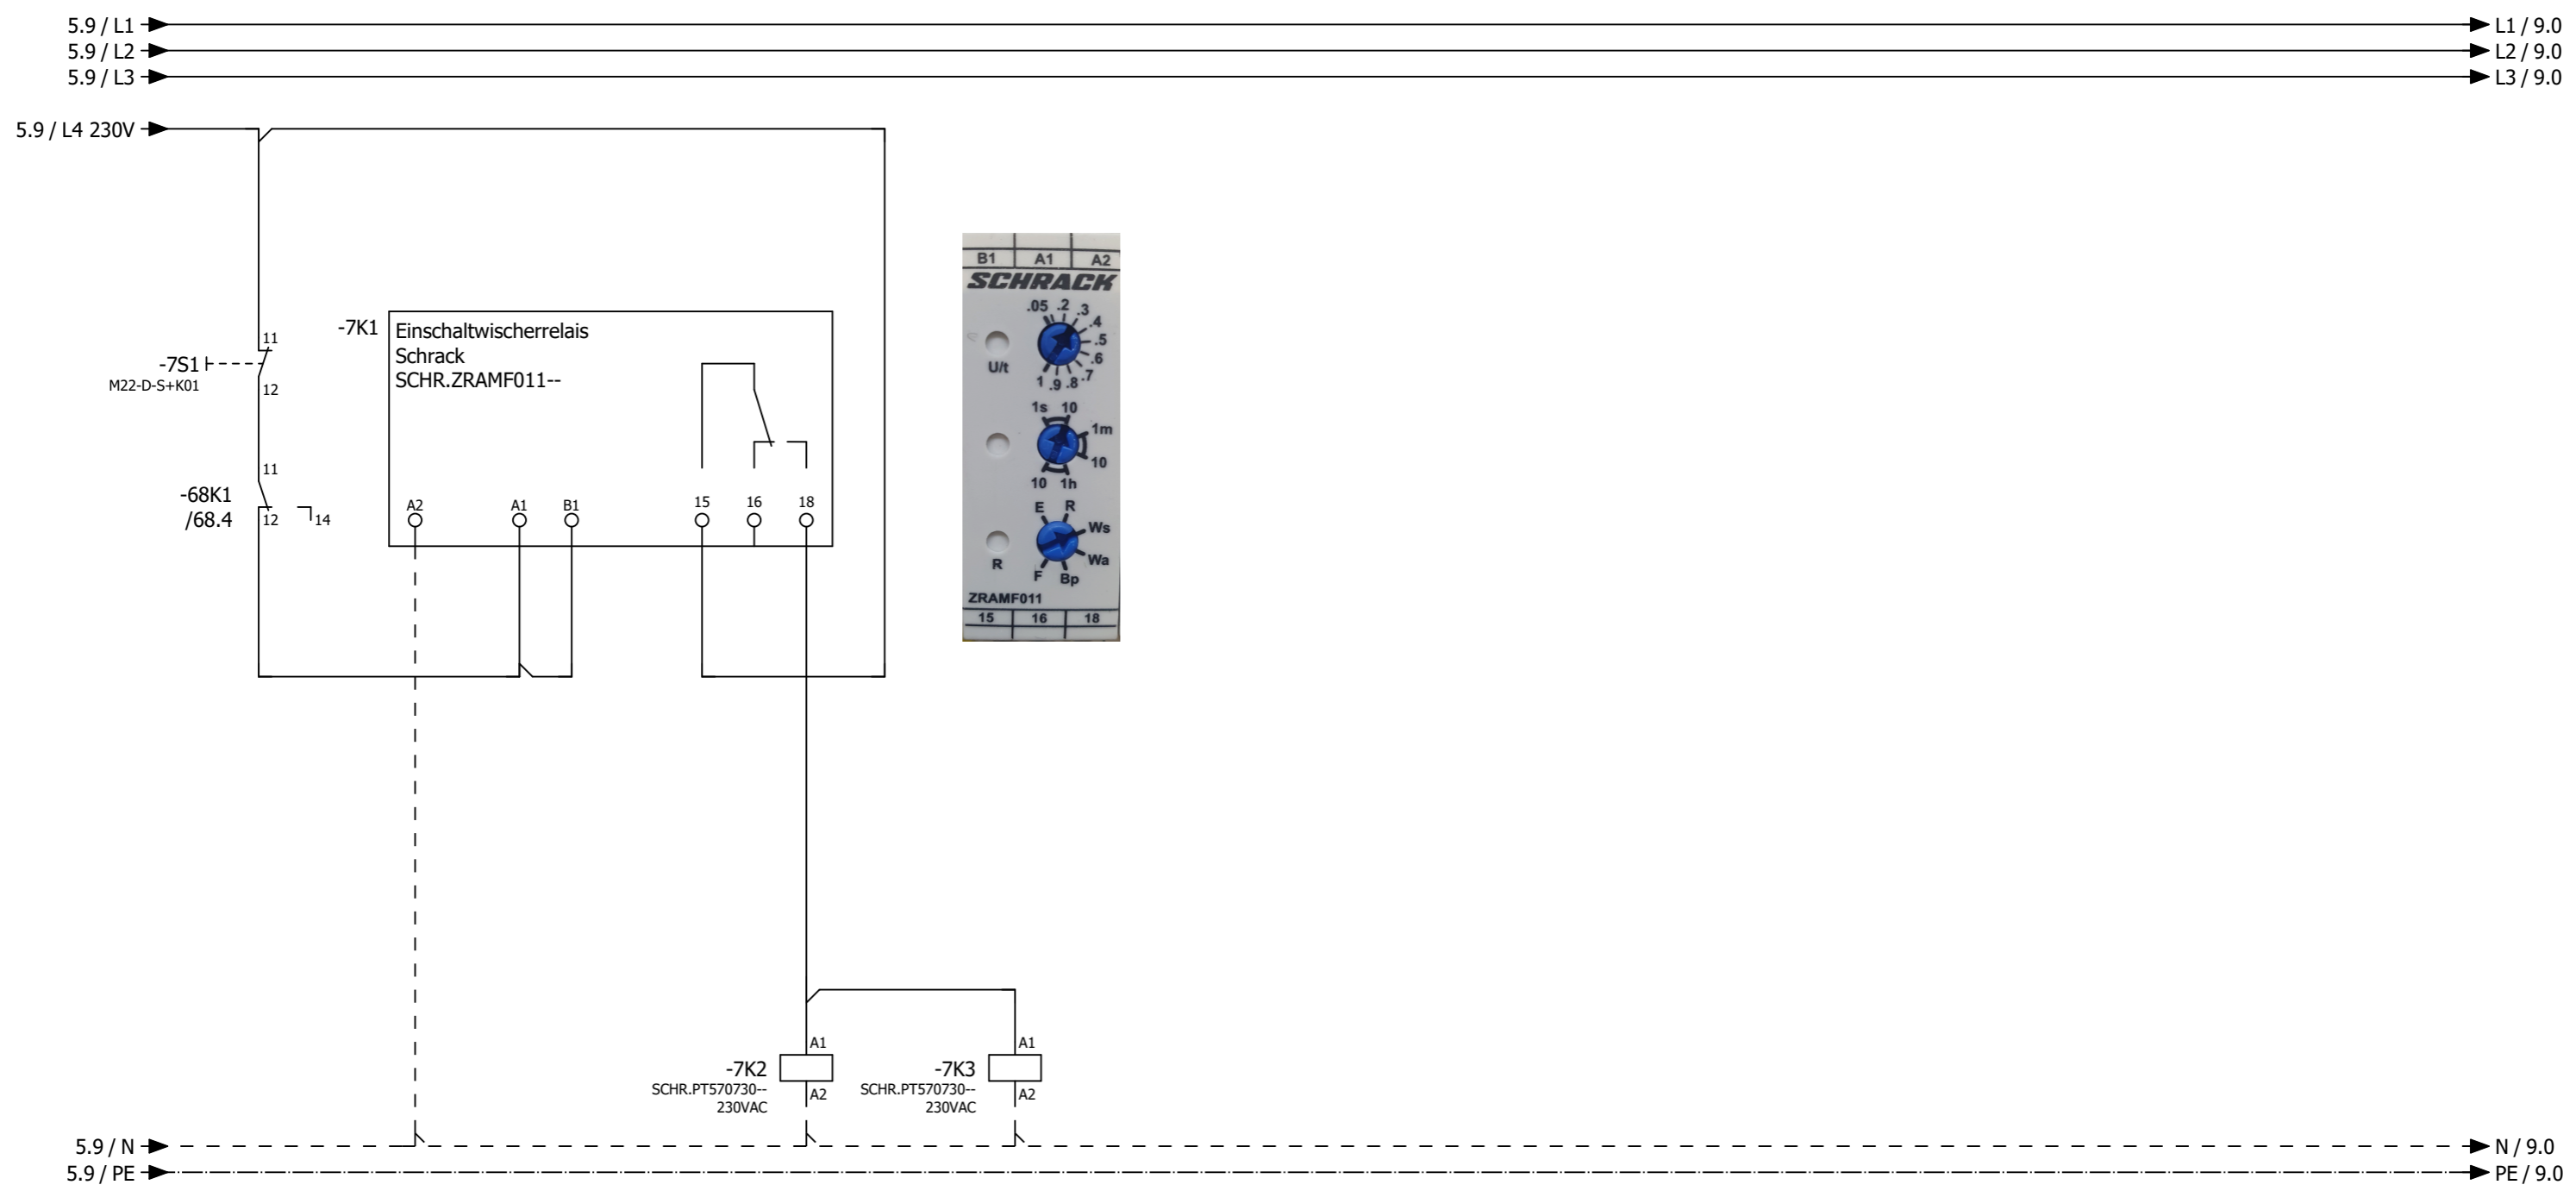 5.9 / L1
L1 / 9.0
5.9 / L2
L2 / 9.0
5.9 / L3
L3 / 9.0
5.9 / L4 230V
-7S1
M22-D-S+K01
11
12
-68K1
/68.4
11
12
14
-7K1
Einschaltwischerrelais
Schrack
SCHR.ZRAMF011--
A2
A1
B1
15
16
18
B1
A1
A2
SCHRACK
.05
.2
.3
.4
.5
.6
.7
.8
.9
1
U/t
1s
10
1m
10
1h
10
E
R
Ws
Wa
Bp
F
R
ZRAMF011
15
16
18
-7K2
SCHR.PT570730--
230VAC
A1
A2
-7K3
SCHR.PT570730--
230VAC
A1
A2
5.9 / N
N / 9.0
5.9 / PE
PE / 9.0